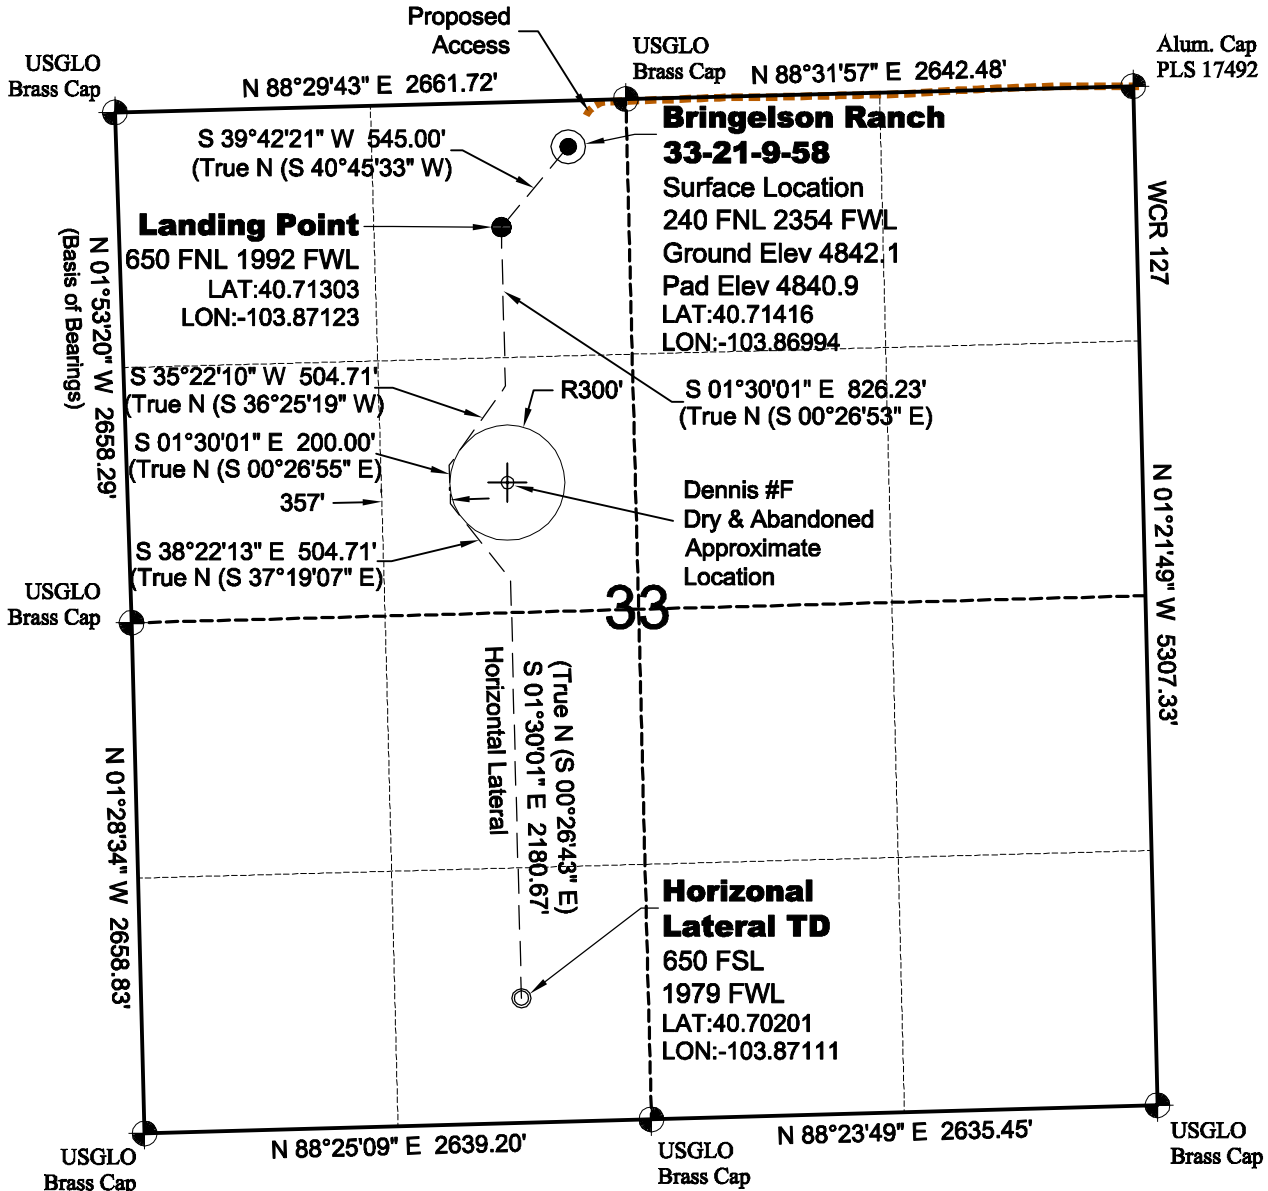 Proposed
Access
USGLO
Brass Cap
N 88°29'43" E  2661.72'
USGLO
Brass Cap
N 88°31'57" E  2642.48'
Alum. Cap
PLS 17492
S 39°42'21" W  545.00'
(True N (S 40°45'33" W)
Bringelson Ranch
33-21-9-58
Surface Location
240 FNL 2354 FWL
Ground Elev 4842.1
Pad Elev 4840.9
LAT:40.71416
LON:-103.86994
Landing Point
650 FNL 1992 FWL
LAT:40.71303
LON:-103.87123
WCR 127
N 01°53'20" W  2658.29'
(Basis of Bearings)
S 35°22'10" W  504.71'
(True N (S 36°25'19" W)
R300'
S 01°30'01" E  826.23'
(True N (S 00°26'53" E)
S 01°30'01" E  200.00'
(True N (S 00°26'55" E)
357'
Dennis #F
Dry & Abandoned
Approximate
Location
S 38°22'13" E  504.71'
(True N (S 37°19'07" E)
N 01°21'49" W  5307.33'
USGLO
Brass Cap
33
(True N (S 00°26'43" E)
S 01°30'01" E  2180.67'
Horizontal Lateral
N 01°28'34" W  2658.83'
Horizonal
Lateral TD
650 FSL
1979 FWL
LAT:40.70201
LON:-103.87111
USGLO
Brass Cap
N 88°25'09" E  2639.20'
USGLO
Brass Cap
N 88°23'49" E  2635.45'
USGLO
Brass Cap